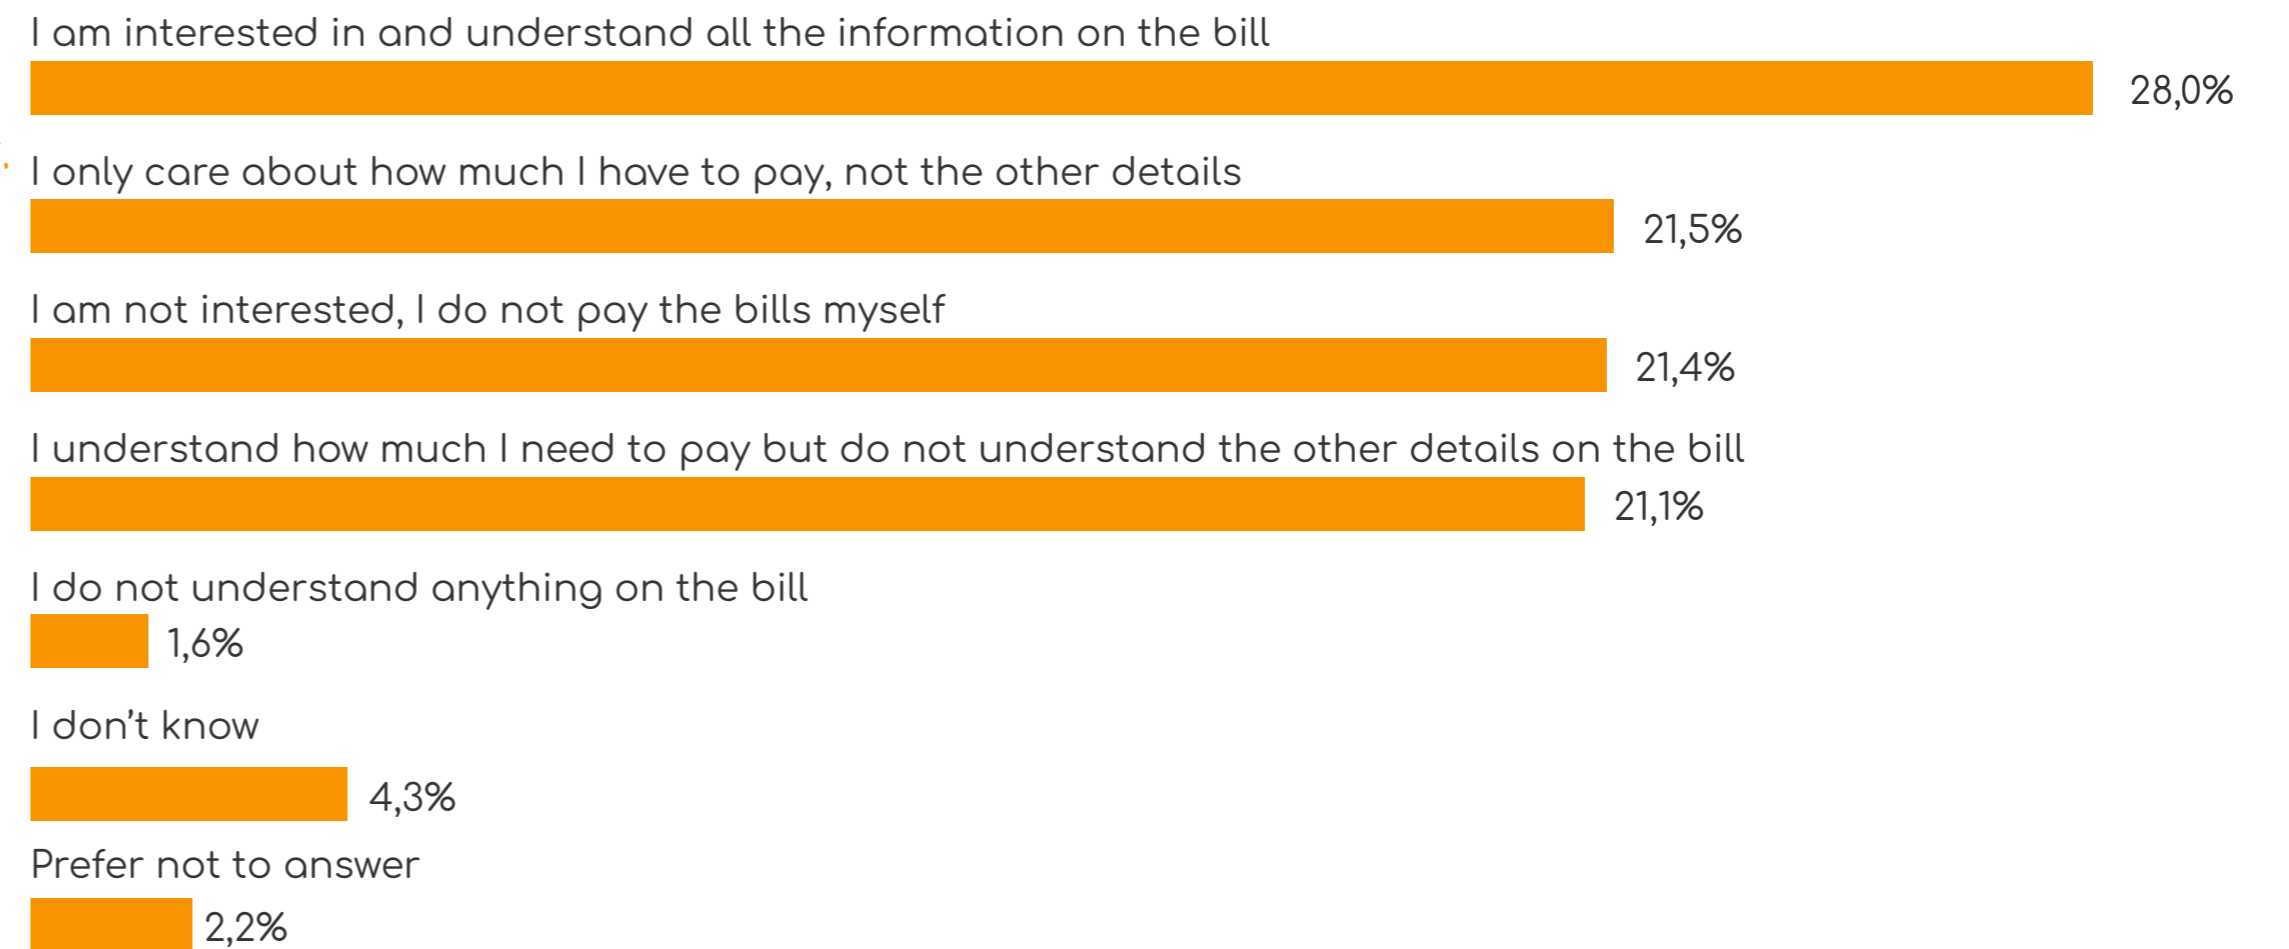 I am interested in and understand all the information on the bill
28,0%
I only care about how much I have to pay, not the other details
21,5%
I am not interested, I do not pay the bills myself
21,4%
I understand how much I need to pay but do not understand the other details on the bill
21,1%
I do not understand anything on the bill
1,6%
I don’t know
4,3%
Prefer not to answer
2,2%